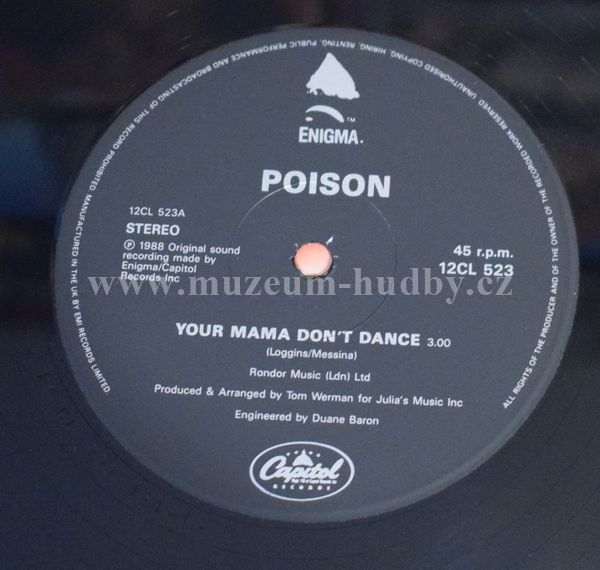 UNAUTHORISED COPYING, HIRING, RENTING, PUBLIC PERFORMANCE AND BROADCASTING OF THIS RECORD PROHIBITED MANUFACTURED IN THE UK BY EMI RECORDS LIMITED
ALL RIGHTS OF THE PRODUCER AND OF THE OWNER OF THE RECORDED WORK RESERVED
™
ENIGMA.
POISON
12CL 523A
STEREO
℗ 1988 Original sound
recording made by
Enigma/Capitol
Records Inc
45 r.p.m.
12CL 523
www.muzeum-hudby.cz
YOUR MAMA DON'T DANCE 3.00
(Loggins/Messina)
Rondor Music (Ldn) Ltd
Produced & Arranged by Tom Werman for Julia's Music Inc
Engineered by Duane Baron
Capitol
RECORDS